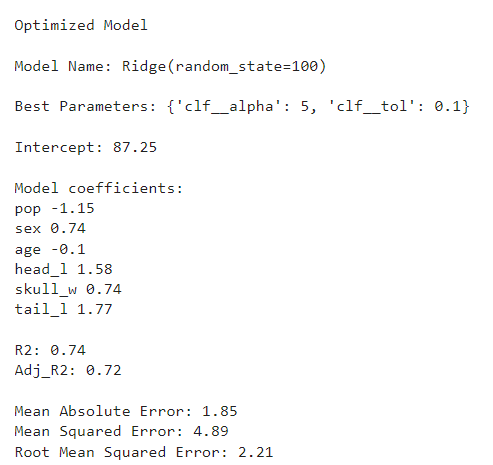 Optimized Model
Model Name: Ridge(random_state=100)
Best Parameters: {'clf__alpha': 5, 'clf__tol': 0.1}
Intercept: 87.25
Model coefficients:
pop -1.15
sex 0.74
age -0.1
head_l 1.58
skull_w 0.74
tail_l 1.77
R2: 0.74
Adj_R2: 0.72
Mean Absolute Error: 1.85
Mean Squared Error: 4.89
Root Mean Squared Error: 2.21